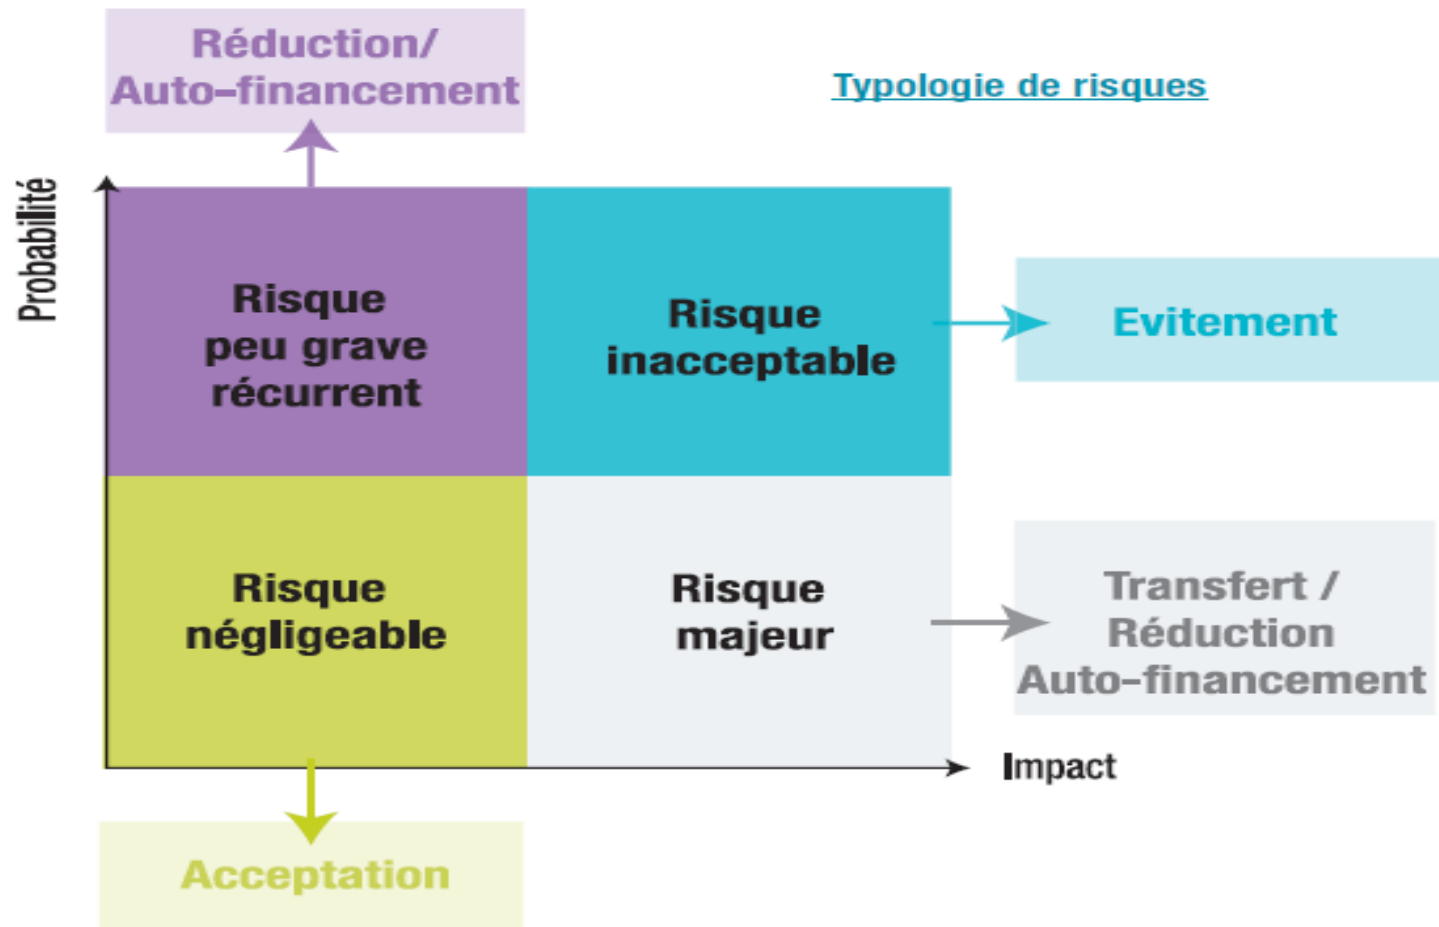 Réduction/
Auto-financement
Typologie de risques
Probabilité
Risque
peu grave
récurrent
Risque
inacceptable
Evitement
Risque
négligeable
Risque
majeur
Transfert /
Réduction
Auto-financement
Impact
Acceptation